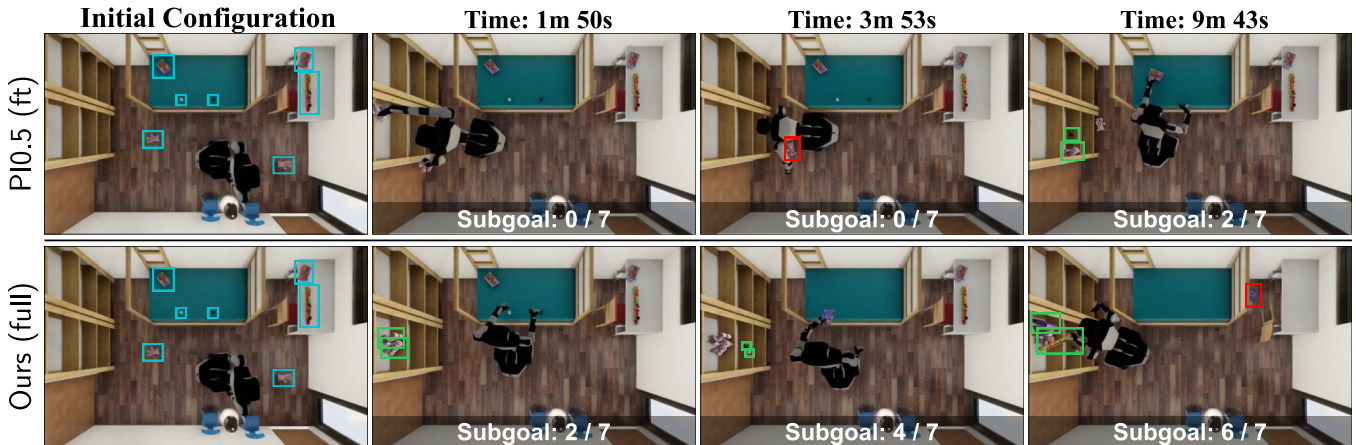 Initial Configuration
Time: 1m 50s
Time: 3m 53s
Time: 9m 43s
PI0.5 (ft)
Subgoal: 0 / 7
Subgoal: 0 / 7
Subgoal: 2 / 7
Ours (full)
Subgoal: 2 / 7
Subgoal: 4 / 7
Subgoal: 6 / 7